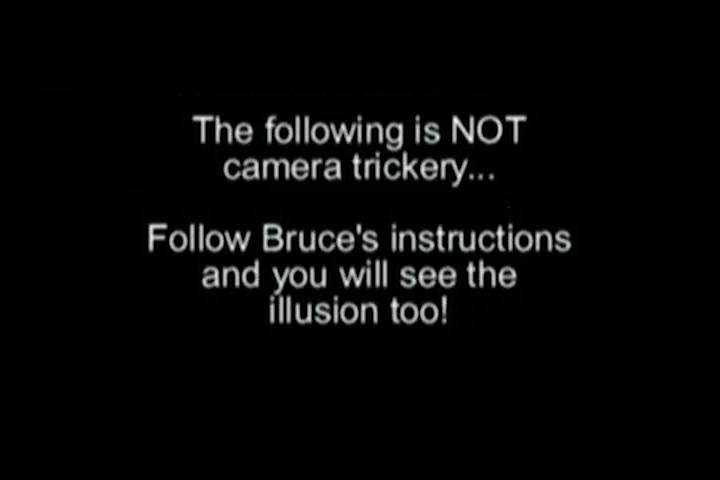 The following is NOT
camera trickery...
Follow Bruce's instructions
and you will see the
illusion too!